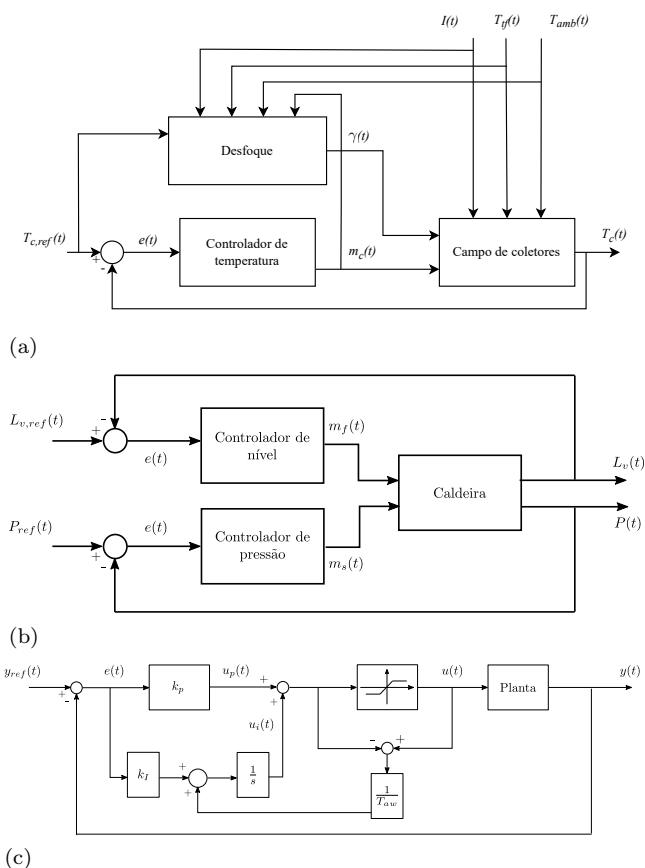 I(t) T_tf(t) T_amb(t)
Desfoque
γ(t)
T_c,ref(t)
+
-
e(t)
Controlador de
temperatura
m_c(t)
Campo de coletores
T_c(t)
(a)
-
L_v,ref(t)
+
e(t)
Controlador de
nível
m_f(t)
Caldeira
L_v(t)
P(t)
P_ref(t)
+
-
e(t)
Controlador de
pressão
m_s(t)
(b)
y_ref(t)
+
-
e(t)
k_p
u_p(t)
+
+
u_i(t)
u(t)
Planta
y(t)
k_I
+
+
1/s
-
+
1/T_aw
(c)